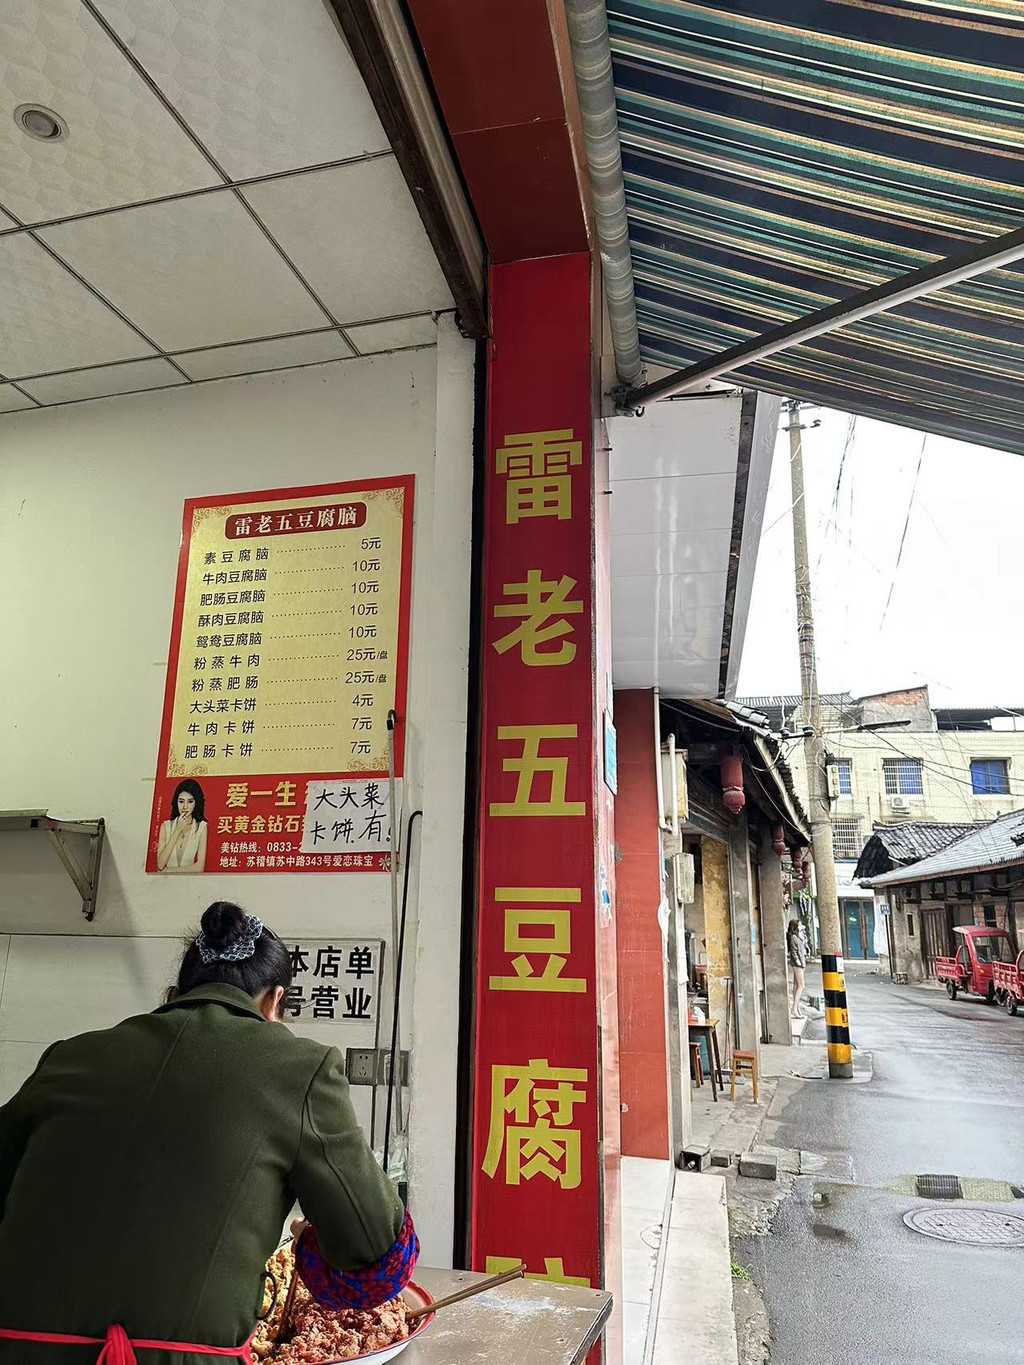 雷老五豆腐脑
素豆腐脑 5元
牛肉豆腐脑 10元
肥肠豆腐脑 10元
酥肉豆腐脑 10元
鸳鸯豆腐脑 10元
粉蒸牛肉 25元/盘
粉蒸肥肠 25元/盘
大头菜卡饼 4元
牛肉卡饼 7元
肥肠卡饼 7元
爱一生
买黄金钻石
美钻热线：0833-2
地址：苏稽镇苏中路343号爱恋珠宝
大头菜
卡饼.有.
本店单
号营业
雷老五豆腐